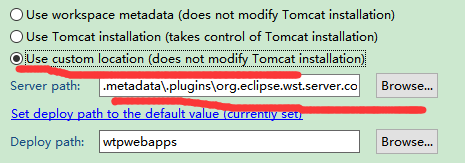 Use workspace metadata (does not modify Tomcat installation)
Use Tomcat installation (takes control of Tomcat installation)
Use custom location (does not modify Tomcat installation)
Server path: .metadata\.plugins\org.eclipse.wst.server.co Browse...
Set deploy path to the default value (currently set)
Deploy path: wtpwebapps Browse...